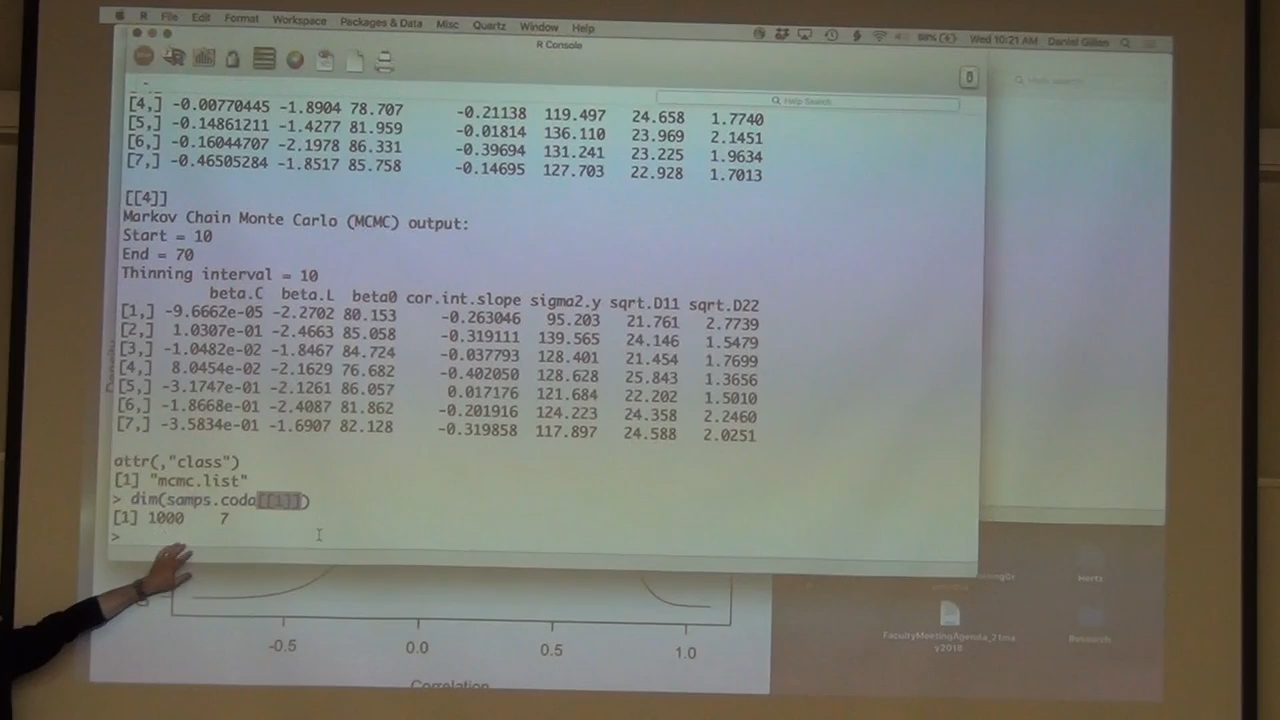 R File Edit Format Workspace Packages & Data Misc Quartz Window Help
Wed 10:21 AM Daniel Gillen
R Console
Help Search
[4,] -0.00770445 -1.8904 78.707 -0.21138 119.497 24.658 1.7740
[5,] -0.14861211 -1.4277 81.959 -0.01814 136.110 23.969 2.1451
[6,] -0.16044707 -2.1978 86.331 -0.39694 131.241 23.225 1.9634
[7,] -0.46505284 -1.8517 85.758 -0.14695 127.703 22.928 1.7013
[[4]]
Markov Chain Monte Carlo (MCMC) output:
Start = 10
End = 70
Thinning interval = 10
beta.C beta.L beta0 cor.int.slope sigma2.y sqrt.D11 sqrt.D22
[1,] -9.6662e-05 -2.2702 80.153 -0.263046 95.203 21.761 2.7739
[2,] 1.0307e-01 -2.4663 85.058 -0.319111 139.565 24.146 1.5479
[3,] -1.0482e-02 -1.8467 84.724 -0.037793 128.401 21.454 1.7699
[4,] 8.0454e-02 -2.1629 76.682 -0.402050 128.628 25.843 1.3656
[5,] -3.1747e-01 -2.1261 86.057 0.017176 121.684 22.202 1.5010
[6,] -1.8668e-01 -2.4087 81.862 -0.201916 124.223 24.358 2.2460
[7,] -3.5834e-01 -1.6907 82.128 -0.319858 117.897 24.588 2.0251
attr(,"class")
[1] "mcmc.list"
> dim(samps.coda[[1]])
[1] 1000 7
>
-0.5 0.0 0.5 1.0
Correlation
Hertz
FacultyMeetingAgenda_21may2018
Research